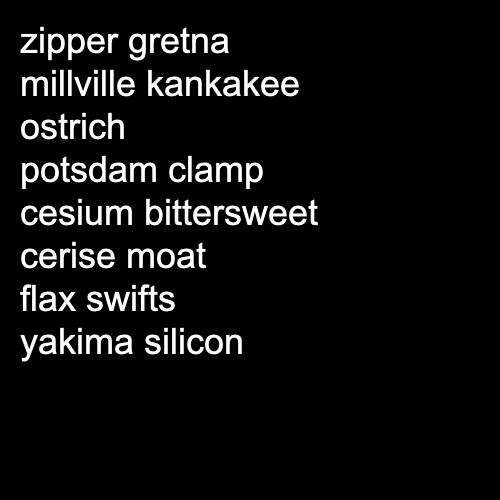 zipper gretna
millville kankakee
ostrich
potsdam clamp
cesium bittersweet
cerise moat
flax swifts
yakima silicon